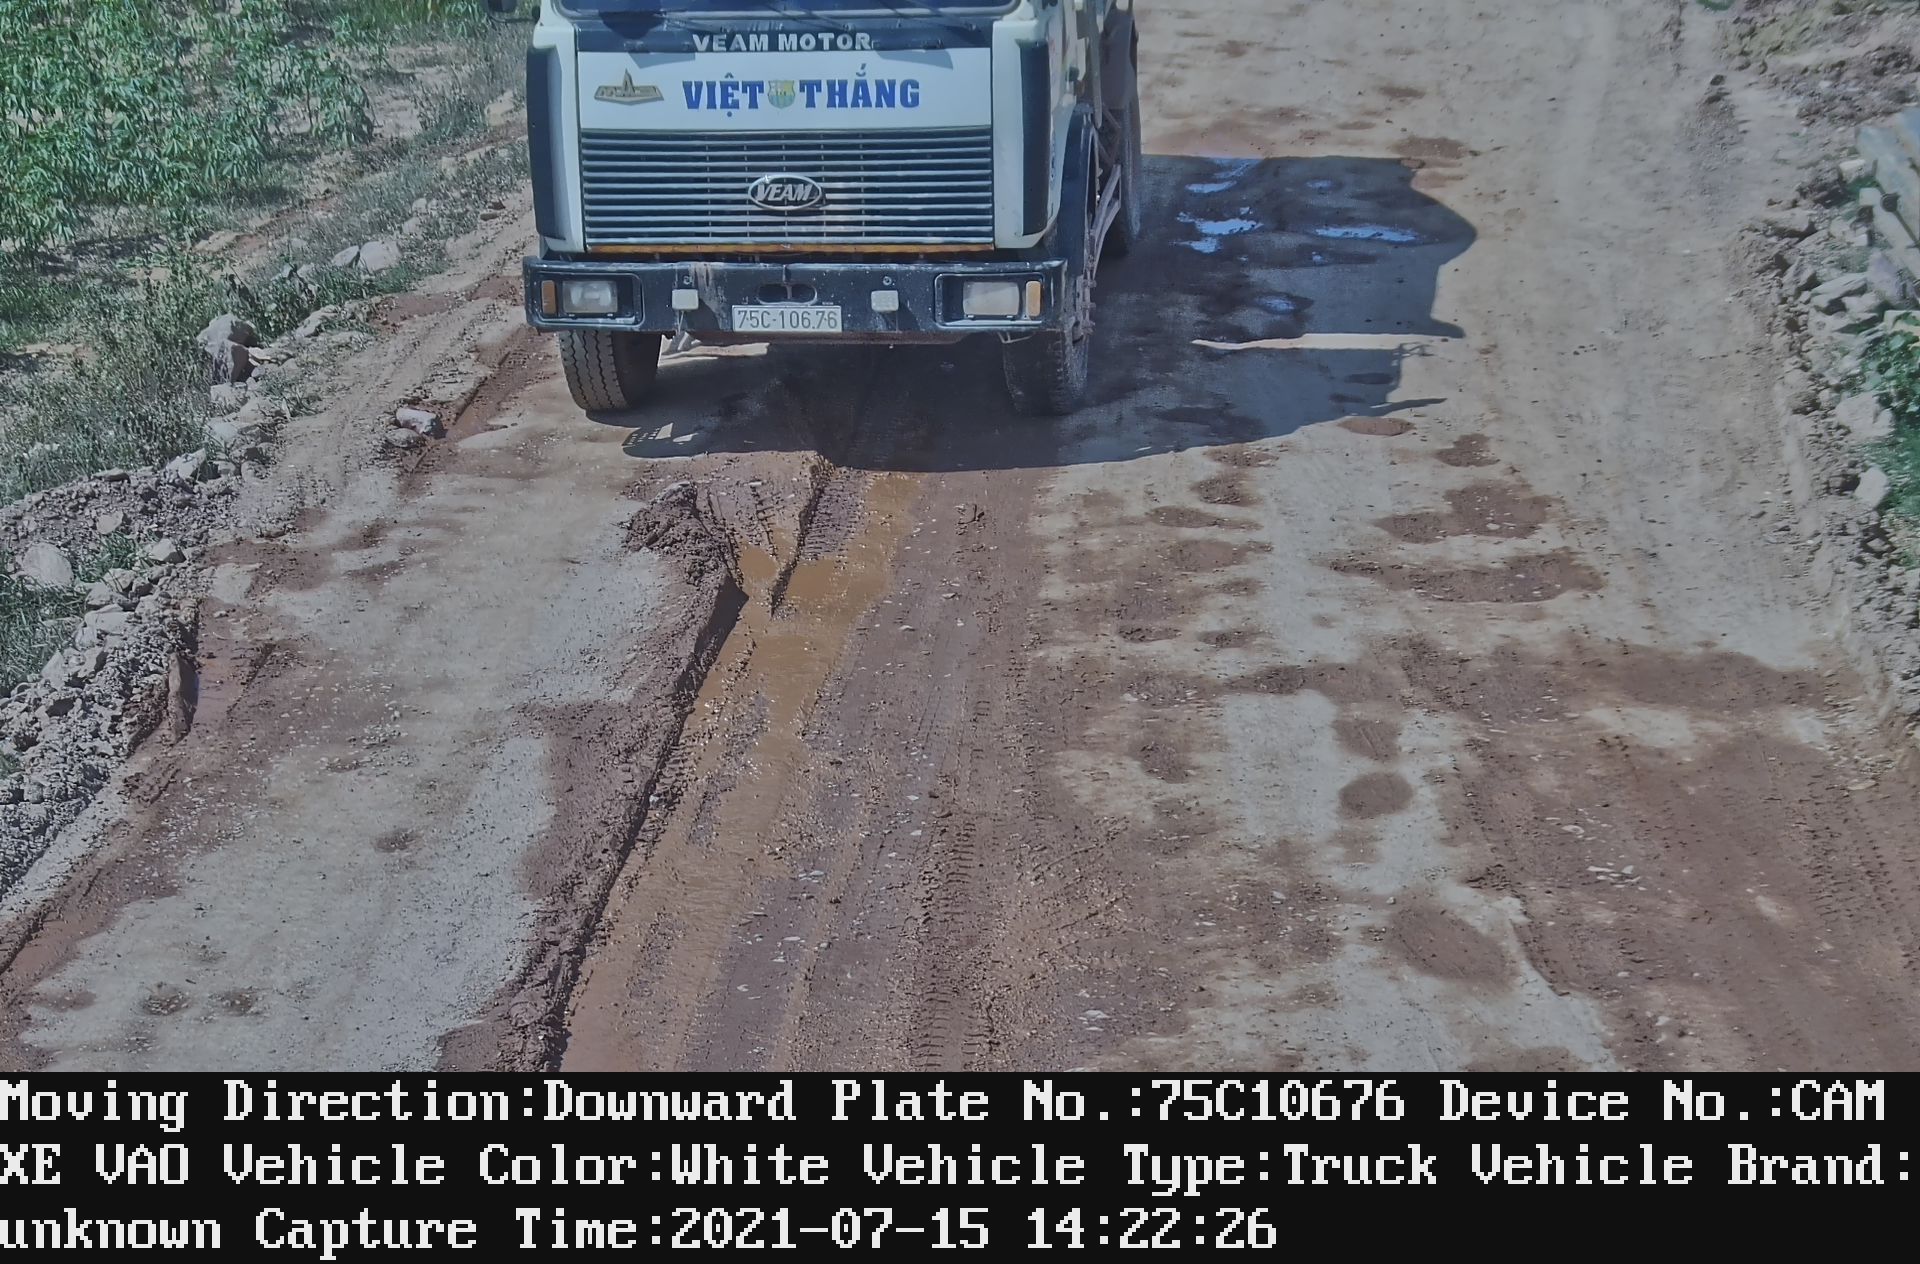 VEAM MOTOR
VIỆT THẮNG
VEAM
75C-106.76
Moving Direction:Downward Plate No.:75C10676 Device No.:CAM
XE VAO Vehicle Color:White Vehicle Type:Truck Vehicle Brand:
unknown Capture Time:2021-07-15 14:22:26